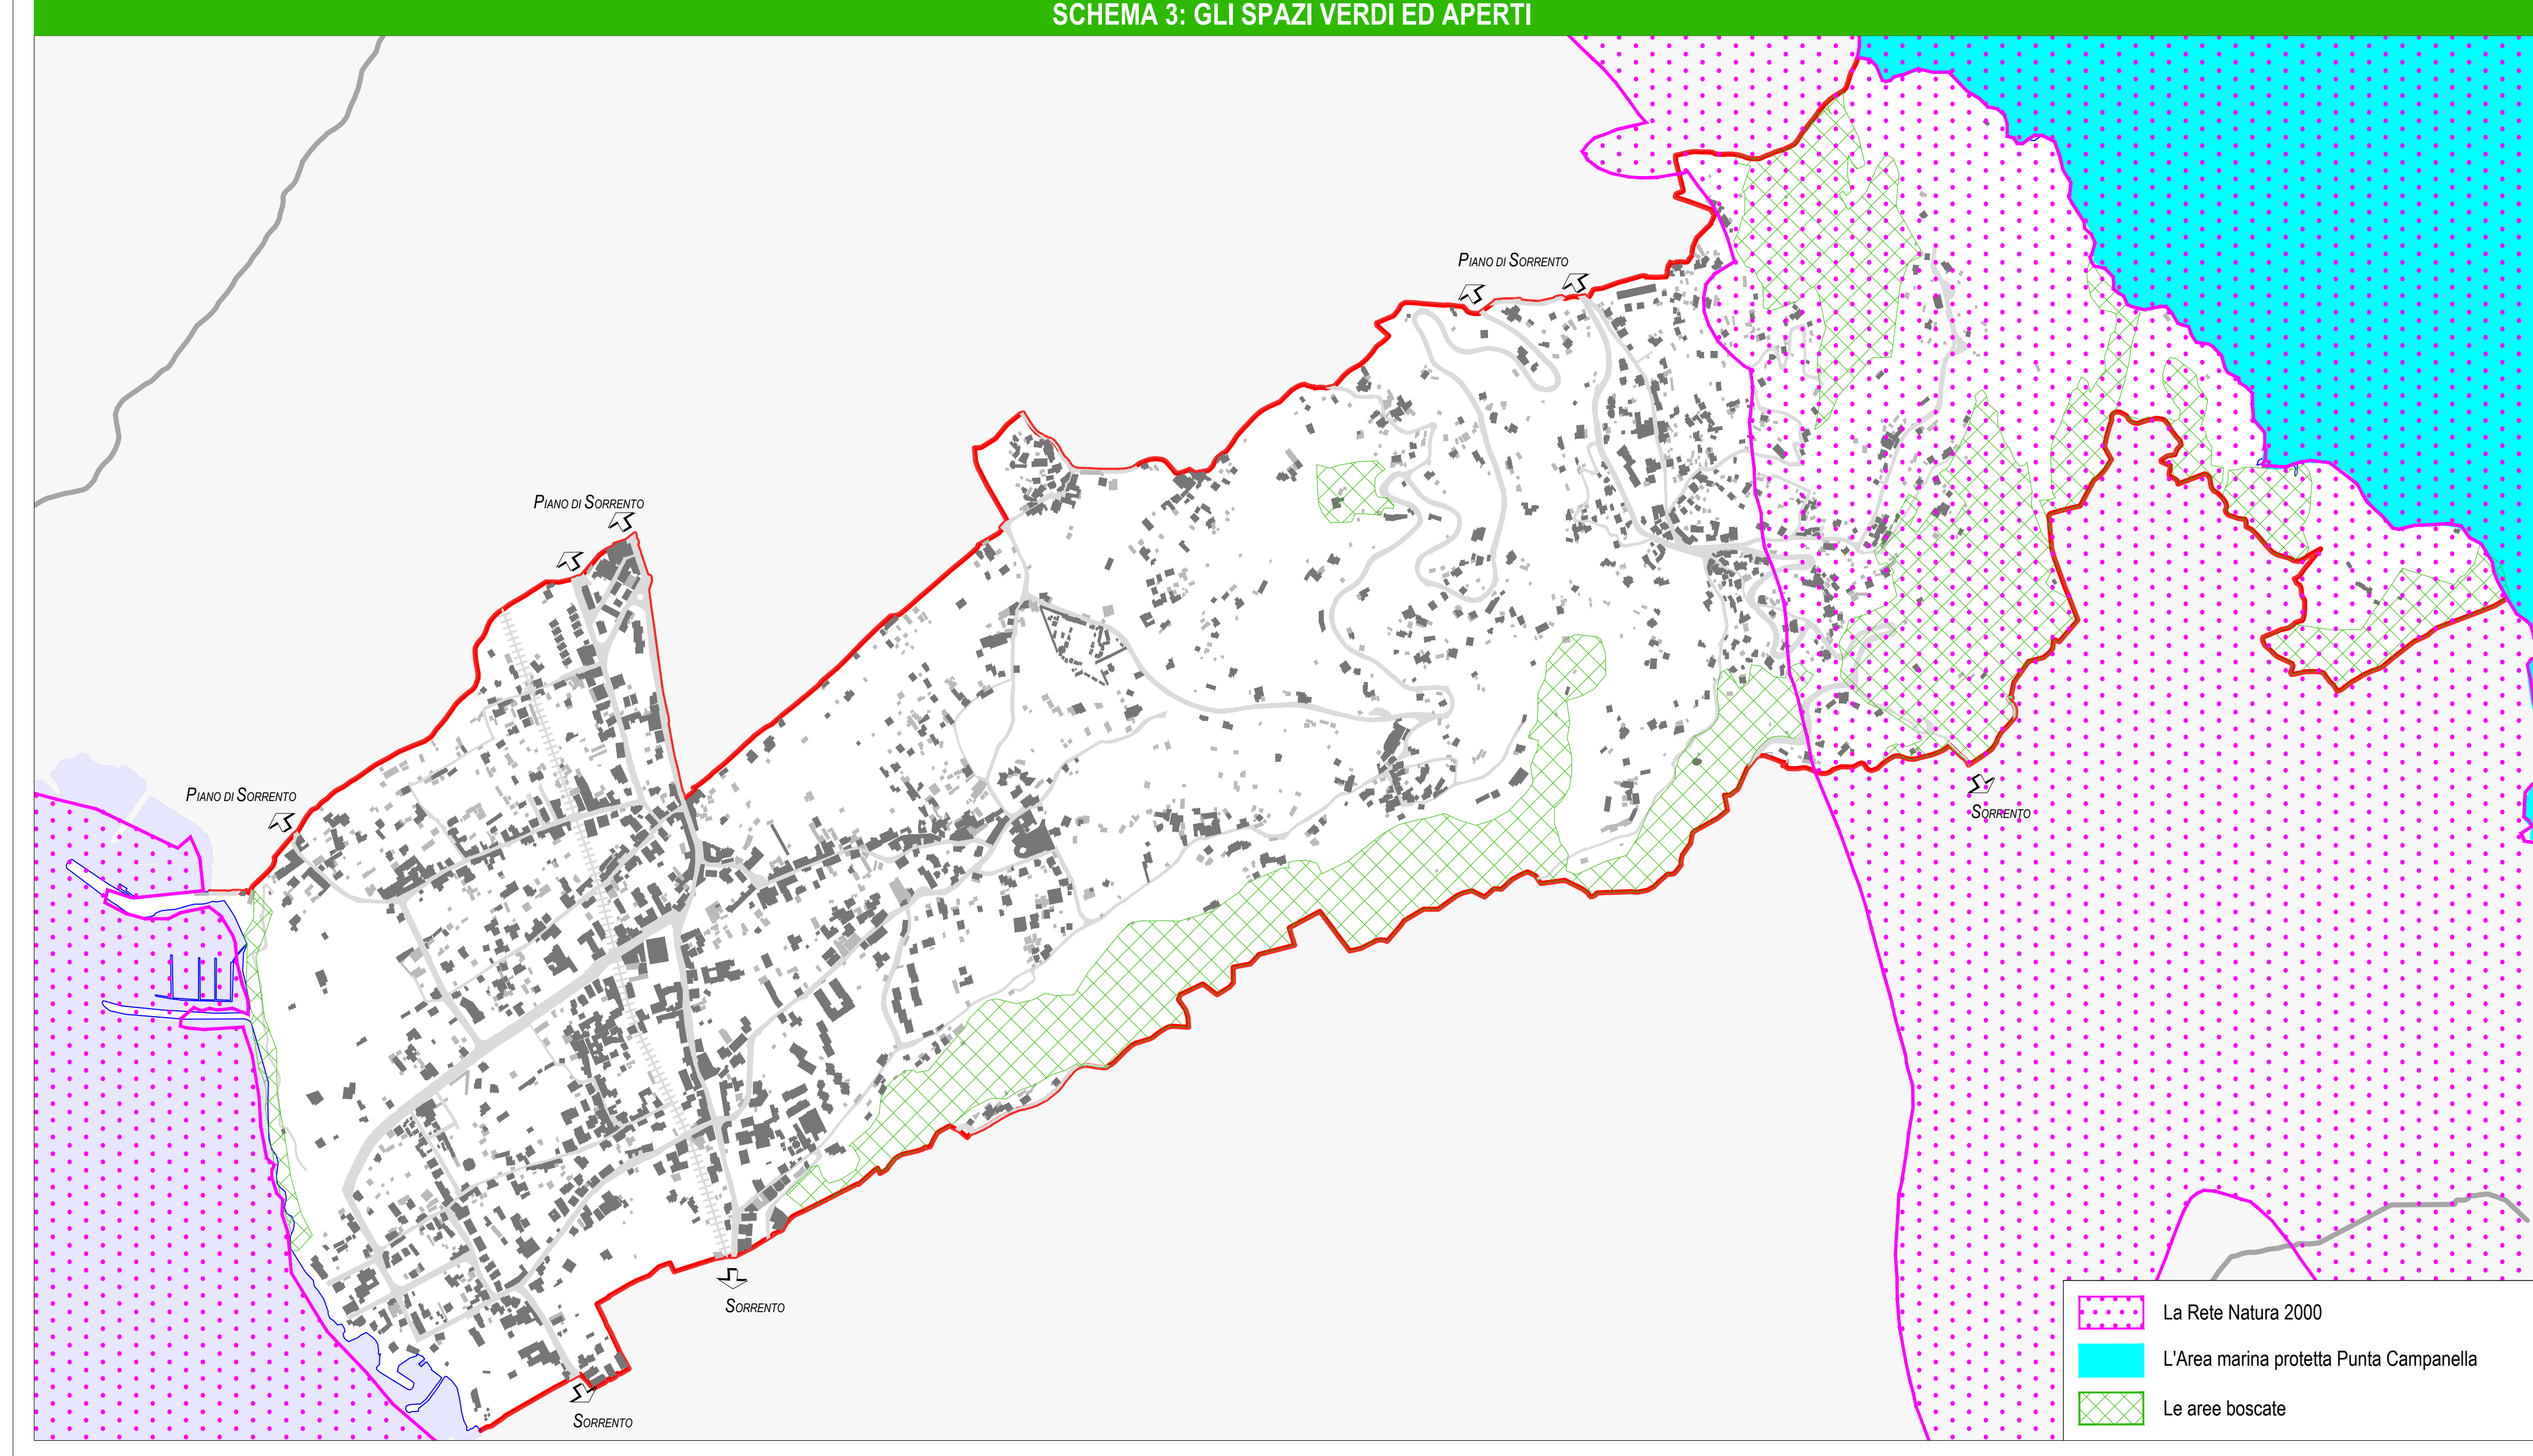 SCHEMA 3: GLI SPAZI VERDI ED APERTI
PIANO DI SORRENTO
PIANO DI SORRENTO
PIANO DI SORRENTO
SORRENTO
SORRENTO
SORRENTO
La Rete Natura 2000
L'Area marina protetta Punta Campanella
Le aree boscate